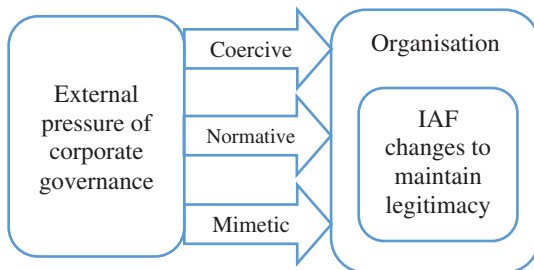 External
pressure of
corporate
governance
Coercive
Normative
Mimetic
Organisation
IAF
changes to
maintain
legitimacy